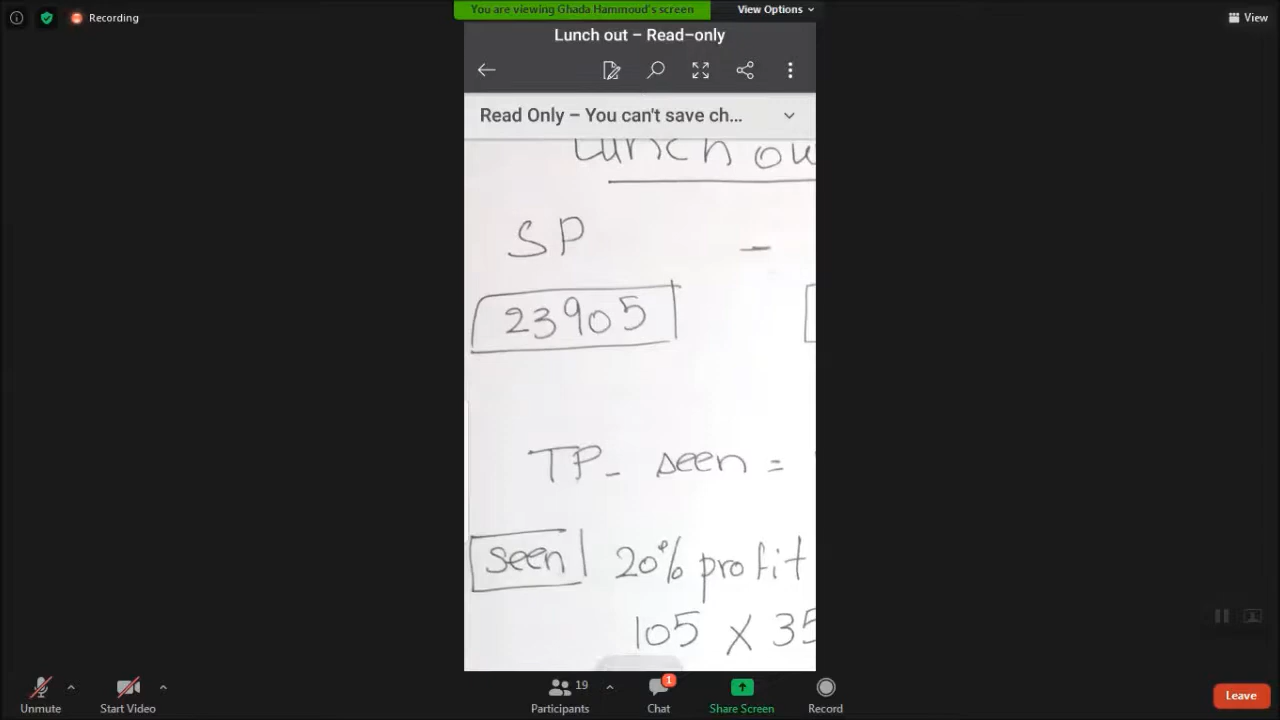 Recording
You are viewing Ghada Hammoud's screen
View Options
View
Lunch out – Read–only
Read Only – You can't save ch...
Lunch ou
SP –
23905
TP- seen =
seen 20% profit
105 X 35
Unmute
Start Video
19
Participants
1
Chat
Share Screen
Record
Leave